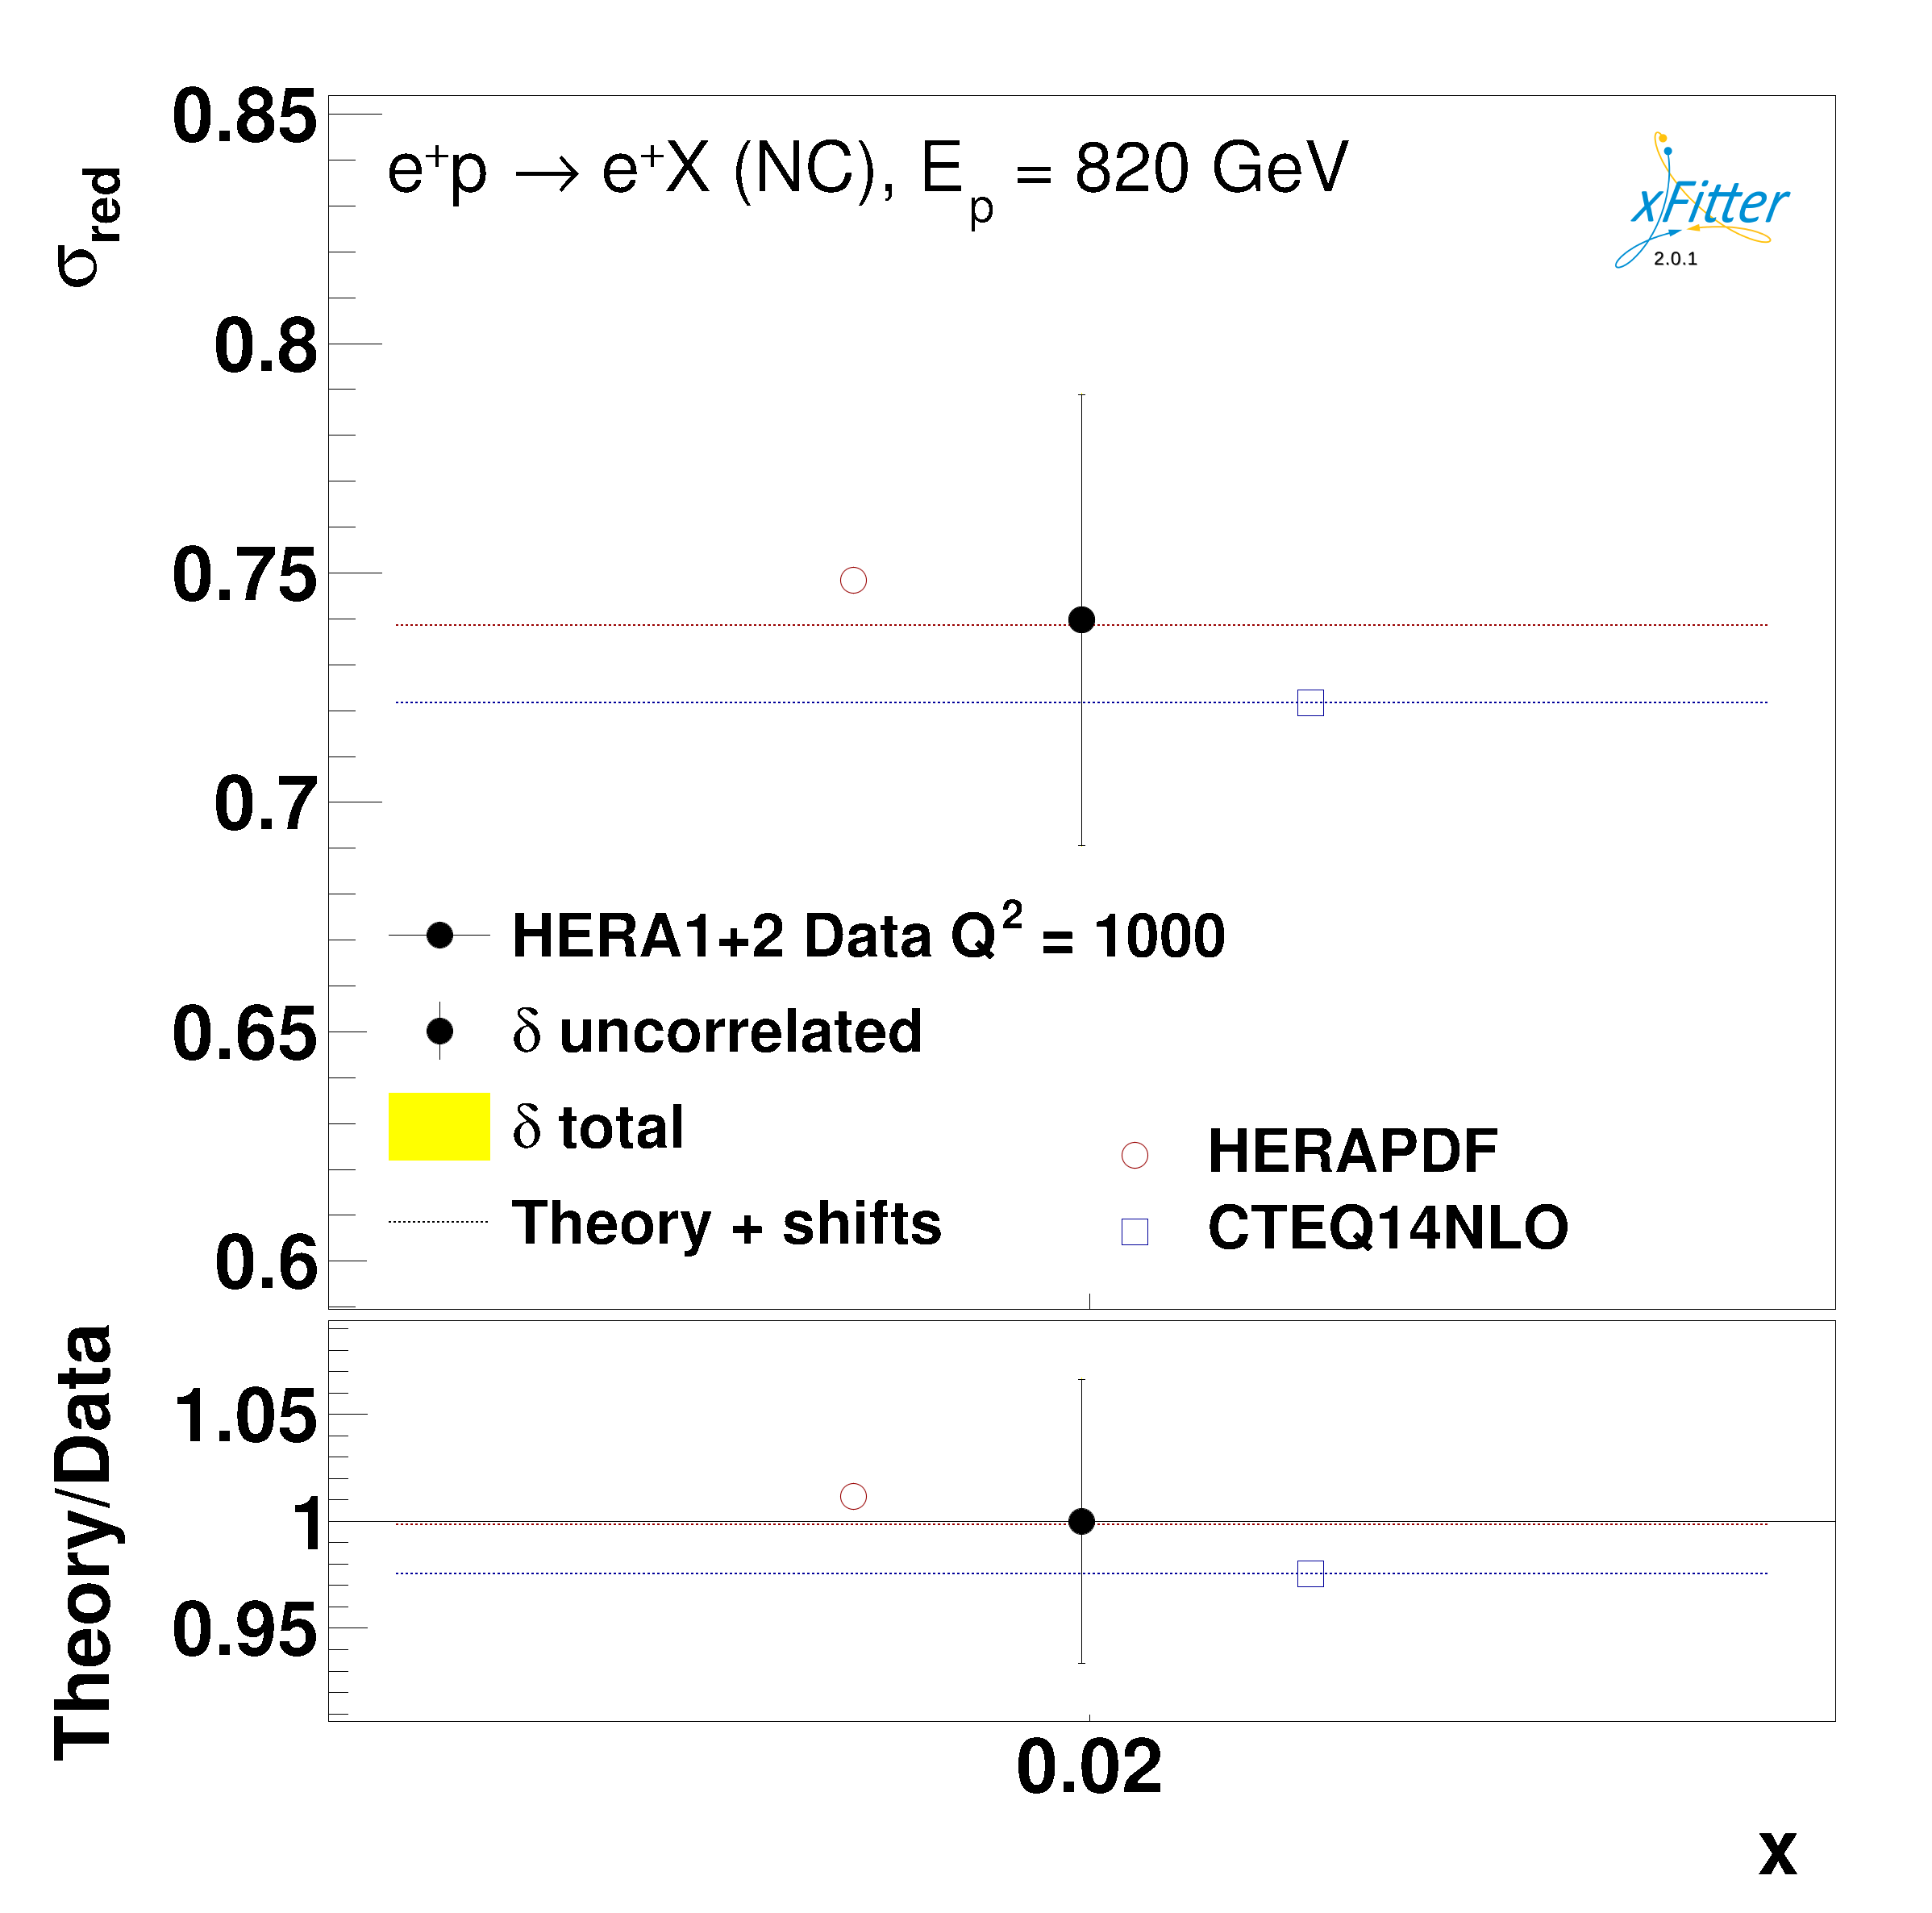 0.85
e⁺p → e⁺X (NC), Eₚ = 820 GeV
xFitter
2.0.1
σred
0.8
0.75
0.7
HERA1+2 Data Q² = 1000
0.65
δ uncorrelated
δ total
HERAPDF
Theory + shifts
CTEQ14NLO
0.6
Theory/Data
1.05
1
0.95
0.02
x